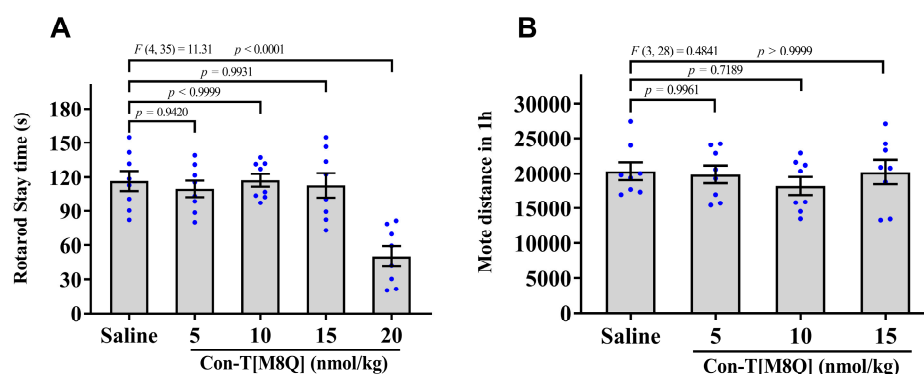 A
F (4, 35) = 11.31 p < 0.0001
p = 0.9931
p < 0.9999
p = 0.9420
Rotarod Stay time (s)
180
150
120
90
60
30
0
Saline 5 10 15 20
Con-T[M8Q] (nmol/kg)
B
F (3, 28) = 0.4841 p > 0.9999
p = 0.7189
p = 0.9961
Mote distance in 1h
30000
25000
20000
15000
10000
5000
0
Saline 5 10 15
Con-T[M8Q] (nmol/kg)